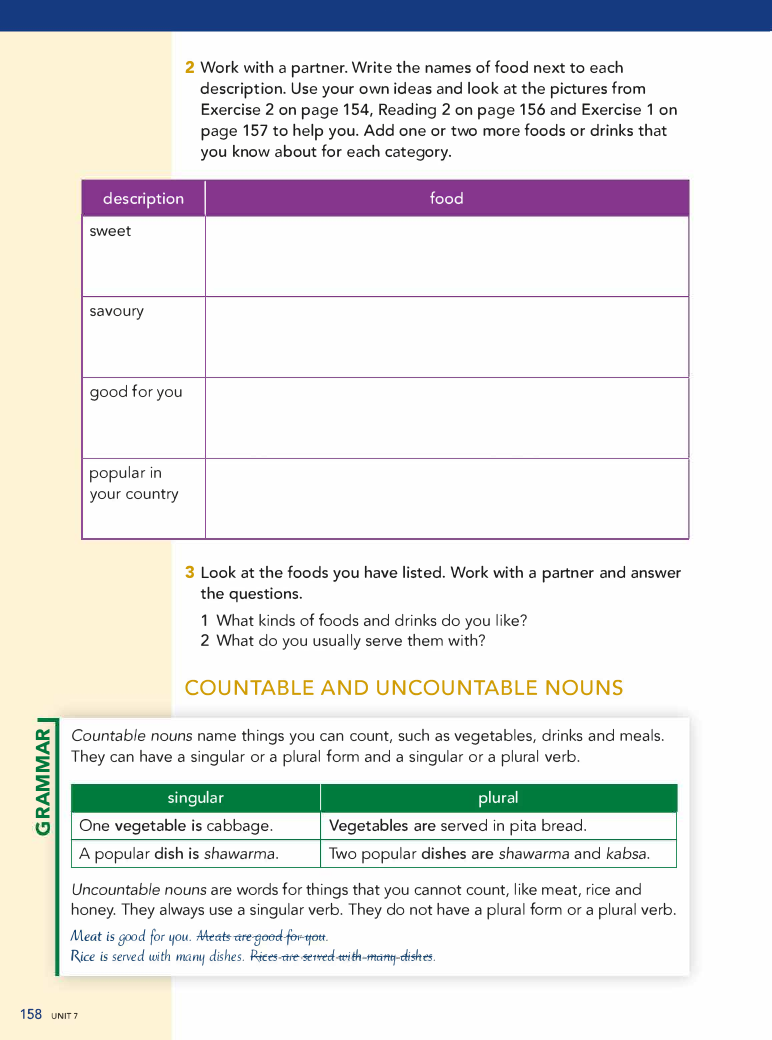 2 Work with a partner. Write the names of food next to each
description. Use your own ideas and look at the pictures from
Exercise 2 on page 154, Reading 2 on page 156 and Exercise 1 on
page 157 to help you. Add one or two more foods or drinks that
you know about for each category.
description food
sweet
savoury
good for you
popular in
your country
3 Look at the foods you have listed. Work with a partner and answer
the questions.
1 What kinds of foods and drinks do you like?
2 What do you usually serve them with?
COUNTABLE AND UNCOUNTABLE NOUNS
GRAMMAR
Countable nouns name things you can count, such as vegetables, drinks and meals.
They can have a singular or a plural form and a singular or a plural verb.
singular plural
One vegetable is cabbage. Vegetables are served in pita bread.
A popular dish is shawarma. Two popular dishes are shawarma and kabsa.
Uncountable nouns are words for things that you cannot count, like meat, rice and
honey. They always use a singular verb. They do not have a plural form or a plural verb.
Meat is good for you. Meats are good for you.
Rice is served with many dishes. Rices are served with many dishes.
158 UNIT 7